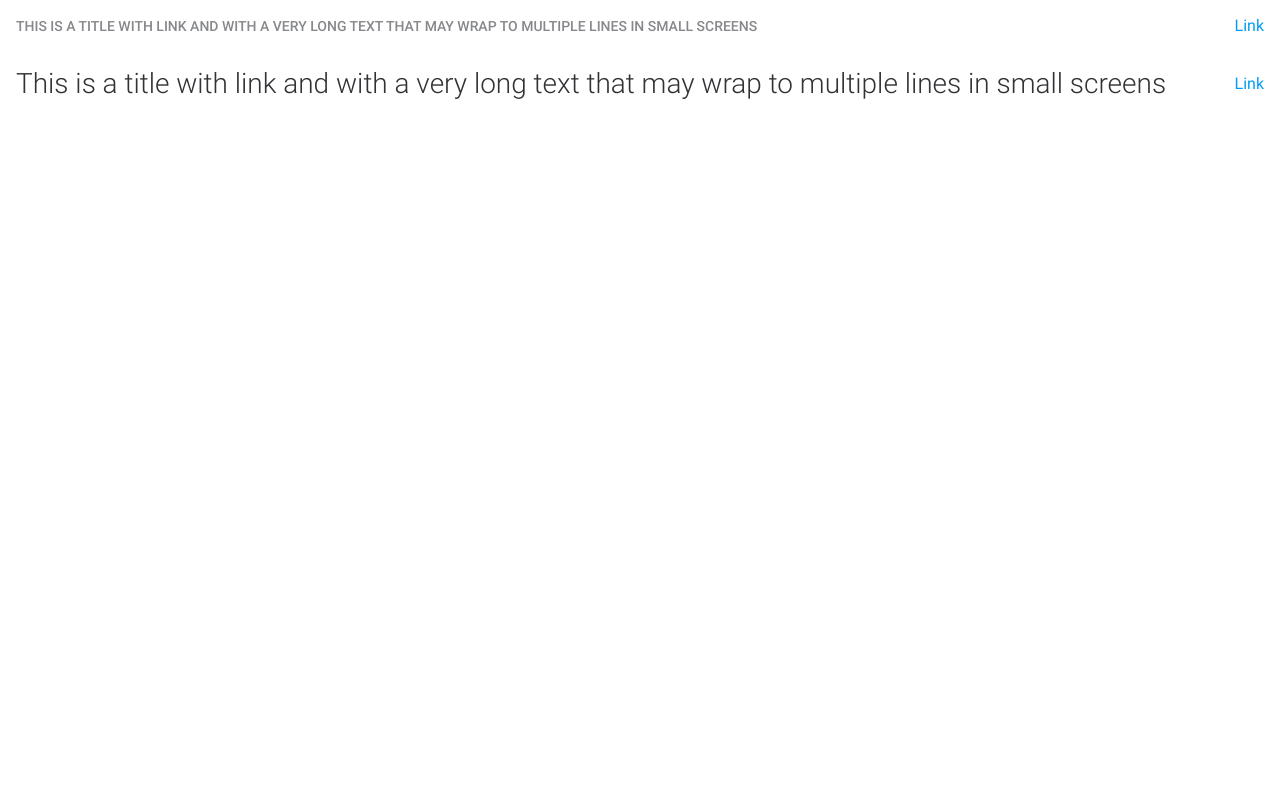 THIS IS A TITLE WITH LINK AND WITH A VERY LONG TEXT THAT MAY WRAP TO MULTIPLE LINES IN SMALL SCREENS Link
This is a title with link and with a very long text that may wrap to multiple lines in small screens Link